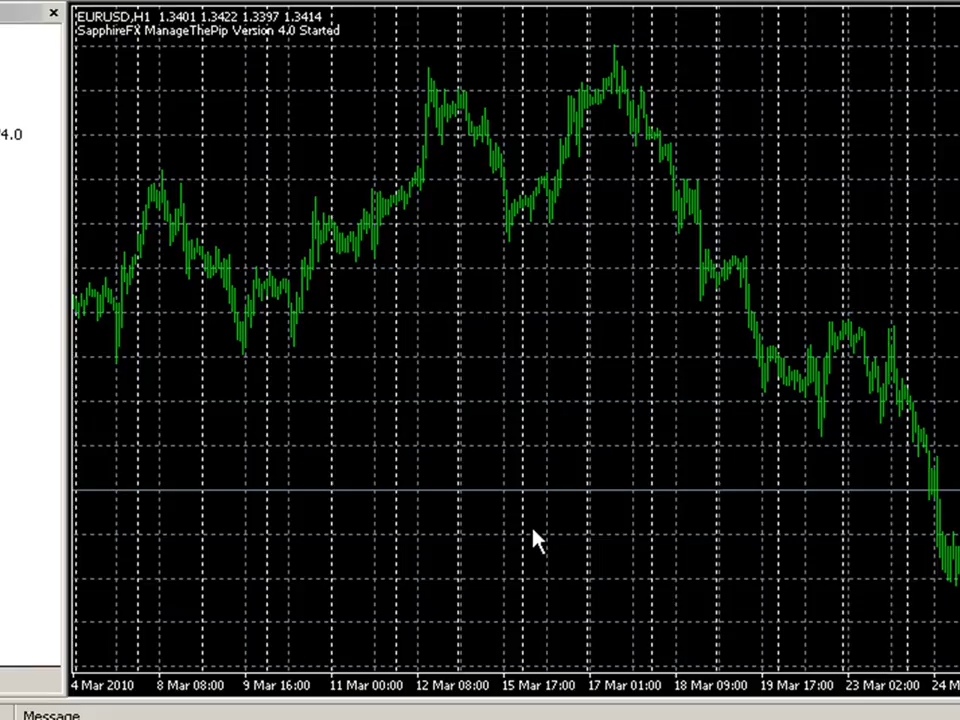 EURUSD,H1 1.3401 1.3422 1.3397 1.3414
SapphireFX ManageThePip Version 4.0 Started
4.0
4 Mar 2010 8 Mar 08:00 9 Mar 16:00 11 Mar 00:00 12 Mar 08:00 15 Mar 17:00 17 Mar 01:00 18 Mar 09:00 19 Mar 17:00 23 Mar 02:00 24 M
Message